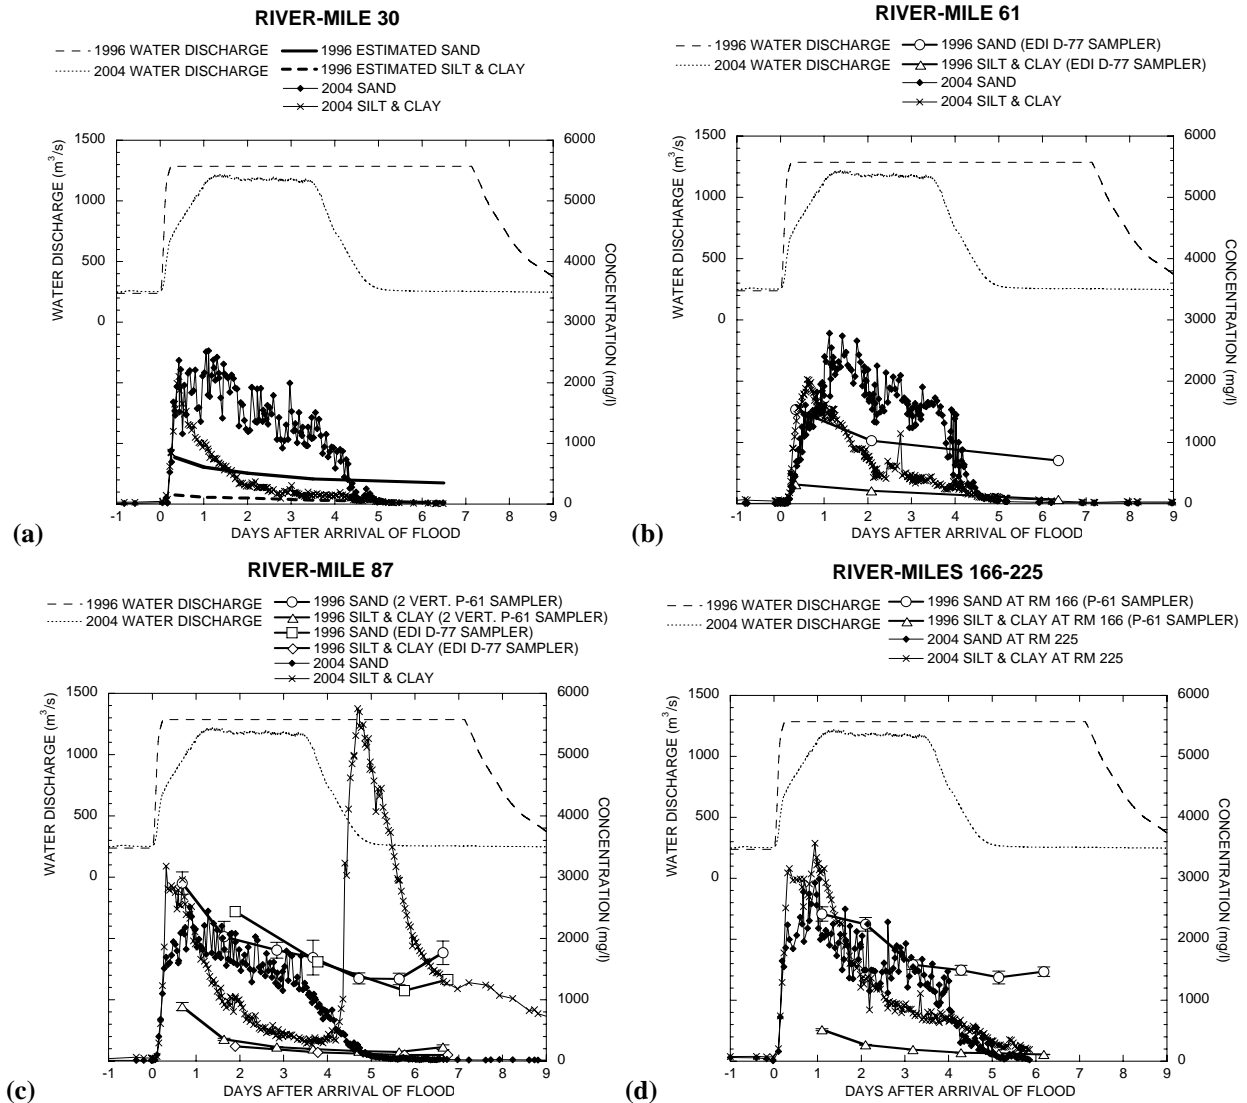 RIVER-MILE 30
1996 WATER DISCHARGE
2004 WATER DISCHARGE
1996 ESTIMATED SAND
1996 ESTIMATED SILT & CLAY
2004 SAND
2004 SILT & CLAY
WATER DISCHARGE (m³/s)
1500
1000
500
0
6000
5000
4000
3000
2000
1000
0
CONCENTRATION (mg/l)
-1 0 1 2 3 4 5 6 7 8 9
DAYS AFTER ARRIVAL OF FLOOD
(a)
RIVER-MILE 61
1996 WATER DISCHARGE
2004 WATER DISCHARGE
1996 SAND (EDI D-77 SAMPLER)
1996 SILT & CLAY (EDI D-77 SAMPLER)
2004 SAND
2004 SILT & CLAY
WATER DISCHARGE (m³/s)
1500
1000
500
0
6000
5000
4000
3000
2000
1000
0
CONCENTRATION (mg/l)
-1 0 1 2 3 4 5 6 7 8 9
DAYS AFTER ARRIVAL OF FLOOD
(b)
RIVER-MILE 87
1996 WATER DISCHARGE
2004 WATER DISCHARGE
1996 SAND (2 VERT. P-61 SAMPLER)
1996 SILT & CLAY (2 VERT. P-61 SAMPLER)
1996 SAND (EDI D-77 SAMPLER)
1996 SILT & CLAY (EDI D-77 SAMPLER)
2004 SAND
2004 SILT & CLAY
WATER DISCHARGE (m³/s)
1500
1000
500
0
6000
5000
4000
3000
2000
1000
0
CONCENTRATION (mg/l)
-1 0 1 2 3 4 5 6 7 8 9
DAYS AFTER ARRIVAL OF FLOOD
(c)
RIVER-MILES 166-225
1996 WATER DISCHARGE
2004 WATER DISCHARGE
1996 SAND AT RM 166 (P-61 SAMPLER)
1996 SILT & CLAY AT RM 166 (P-61 SAMPLER)
2004 SAND AT RM 225
2004 SILT & CLAY AT RM 225
WATER DISCHARGE (m³/s)
1500
1000
500
0
6000
5000
4000
3000
2000
1000
0
CONCENTRATION (mg/l)
-1 0 1 2 3 4 5 6 7 8 9
DAYS AFTER ARRIVAL OF FLOOD
(d)